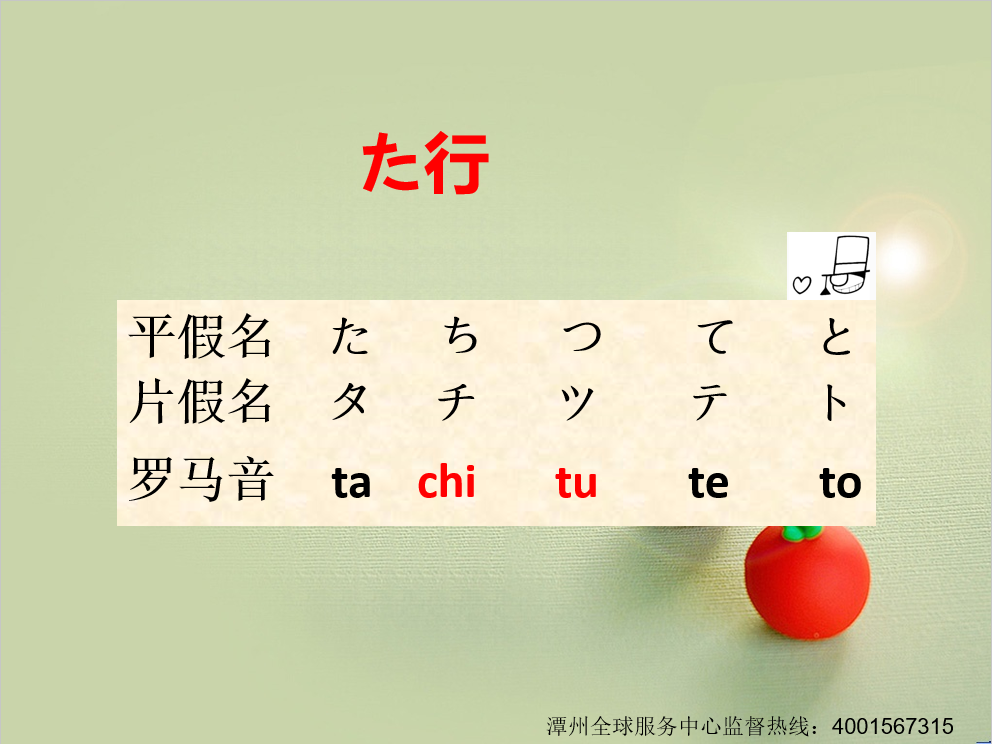 た行
平假名 た ち つ て と
片假名 タ チ ツ テ ト
罗马音 ta chi tu te to
潭州全球服务中心监督热线：4001567315